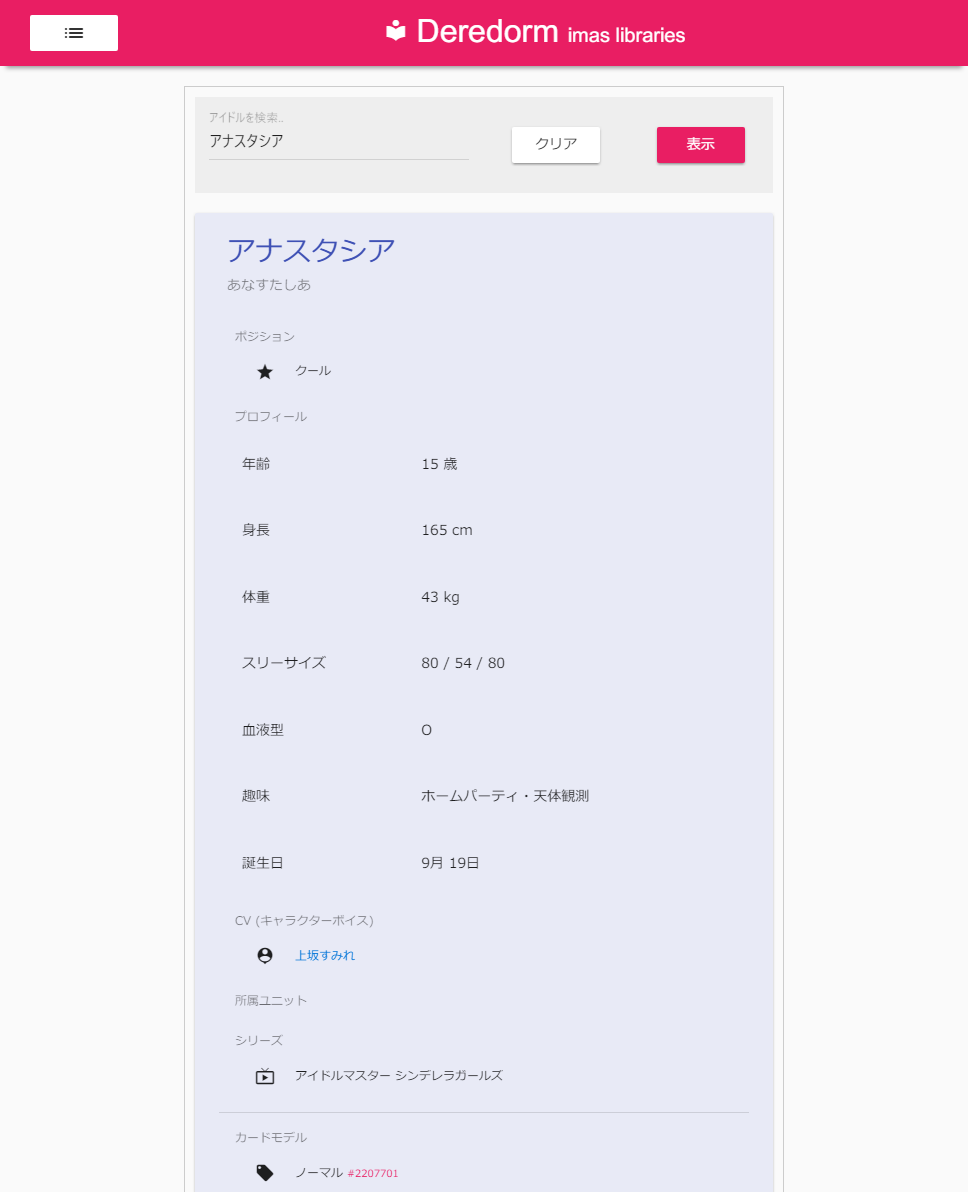 Deredorm imas libraries
アイドルを検索..
アナスタシア
クリア
表示
アナスタシア
あなすたしあ
ポジション
クール
プロフィール
年齢 15 歳
身長 165 cm
体重 43 kg
スリーサイズ 80 / 54 / 80
血液型 O
趣味 ホームパーティ・天体観測
誕生日 9月 19日
CV (キャラクターボイス)
上坂すみれ
所属ユニット
シリーズ
アイドルマスター シンデレラガールズ
カードモデル
ノーマル #2207701